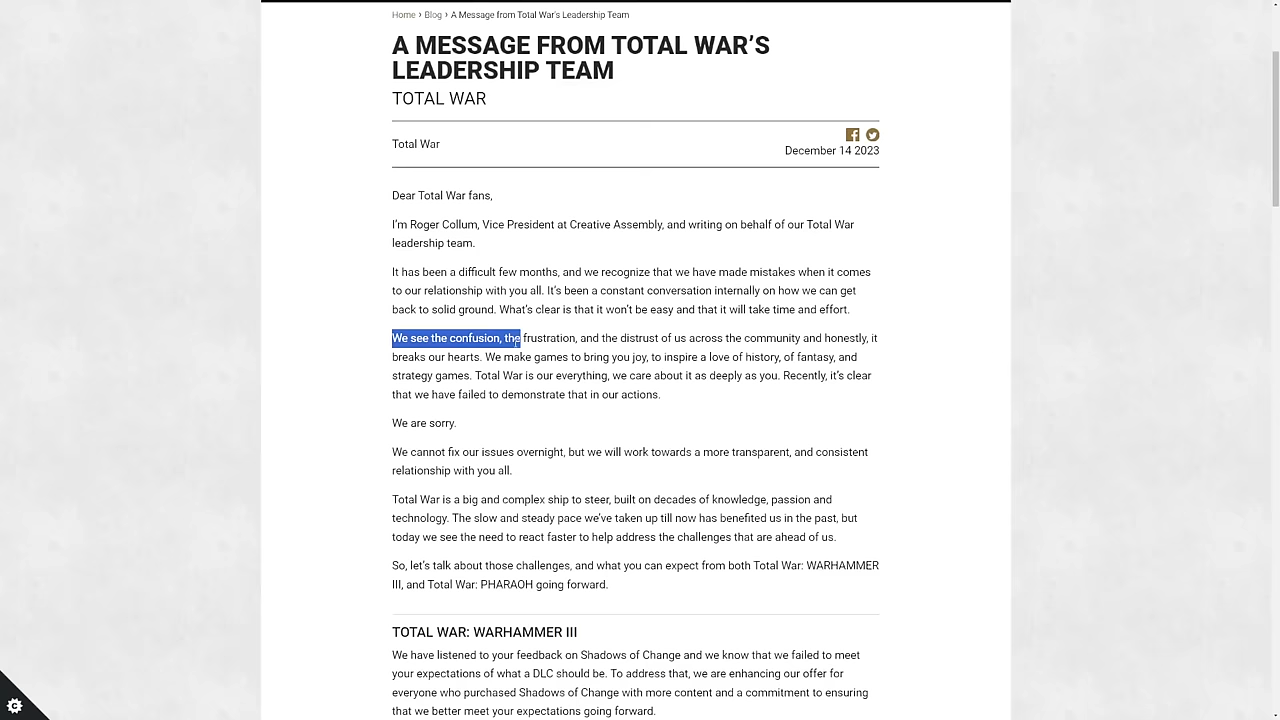 Home › Blog › A Message from Total War's Leadership Team
A MESSAGE FROM TOTAL WAR’S
LEADERSHIP TEAM
TOTAL WAR
Total War
December 14 2023
Dear Total War fans,
I’m Roger Collum, Vice President at Creative Assembly, and writing on behalf of our Total War
leadership team.
It has been a difficult few months, and we recognize that we have made mistakes when it comes
to our relationship with you all. It’s been a constant conversation internally on how we can get
back to solid ground. What’s clear is that it won’t be easy and that it will take time and effort.
We see the confusion, the frustration, and the distrust of us across the community and honestly, it
breaks our hearts. We make games to bring you joy, to inspire a love of history, of fantasy, and
strategy games. Total War is our everything, we care about it as deeply as you. Recently, it’s clear
that we have failed to demonstrate that in our actions.
We are sorry.
We cannot fix our issues overnight, but we will work towards a more transparent, and consistent
relationship with you all.
Total War is a big and complex ship to steer, built on decades of knowledge, passion and
technology. The slow and steady pace we’ve taken up till now has benefited us in the past, but
today we see the need to react faster to help address the challenges that are ahead of us.
So, let’s talk about those challenges, and what you can expect from both Total War: WARHAMMER
III, and Total War: PHARAOH going forward.
TOTAL WAR: WARHAMMER III
We have listened to your feedback on Shadows of Change and we know that we failed to meet
your expectations of what a DLC should be. To address that, we are enhancing our offer for
everyone who purchased Shadows of Change with more content and a commitment to ensuring
that we better meet your expectations going forward.